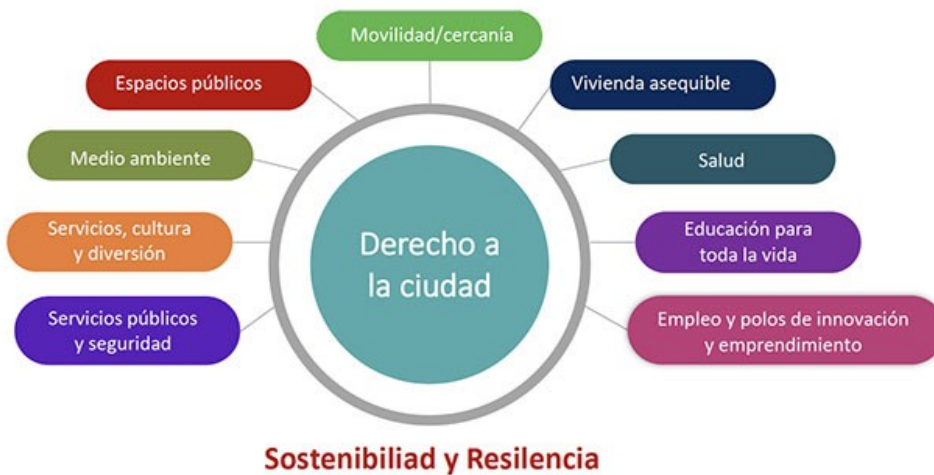 Movilidad/cercanía
Espacios públicos
Vivienda asequible
Medio ambiente
Salud
Servicios, cultura
y diversión
Educación para
toda la vida
Derecho a
la ciudad
Servicios públicos
y seguridad
Empleo y polos de innovación
y emprendimiento
Sostenibiliad y Resilencia